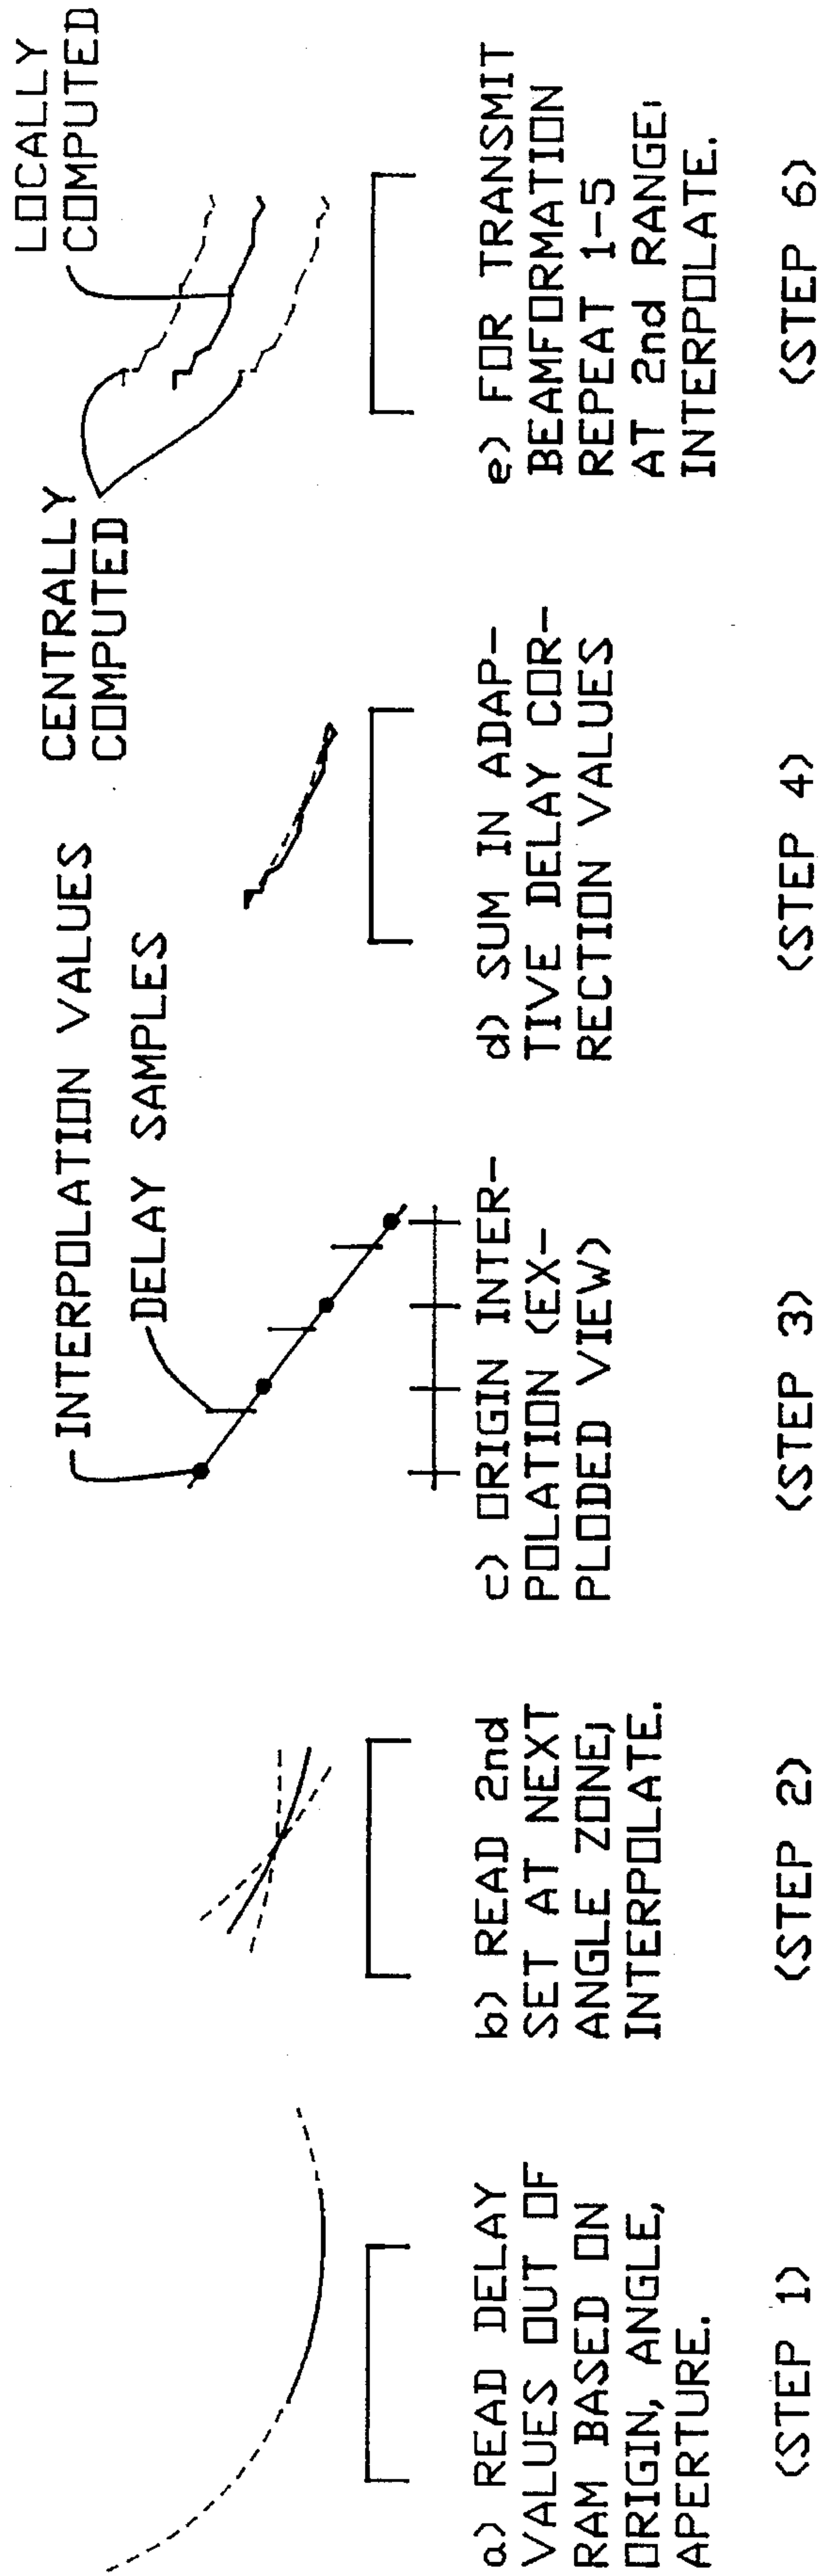 a) READ DELAY
VALUES OUT OF
RAM BASED ON
ORIGIN, ANGLE,
APERTURE.
(STEP 1)
b) READ 2nd
SET AT NEXT
ANGLE ZONE;
INTERPOLATE.
(STEP 2)
INTERPOLATION VALUES
DELAY SAMPLES
c) ORIGIN INTER-
POLATION (EX-
PLODED VIEW)
(STEP 3)
d) SUM IN ADAP-
TIVE DELAY COR-
RECTION VALUES
(STEP 4)
CENTRALLY
COMPUTED
LOCALLY
COMPUTED
e) FOR TRANSMIT
BEAMFORMATION
REPEAT 1-5
AT 2nd RANGE;
INTERPOLATE.
(STEP 6)